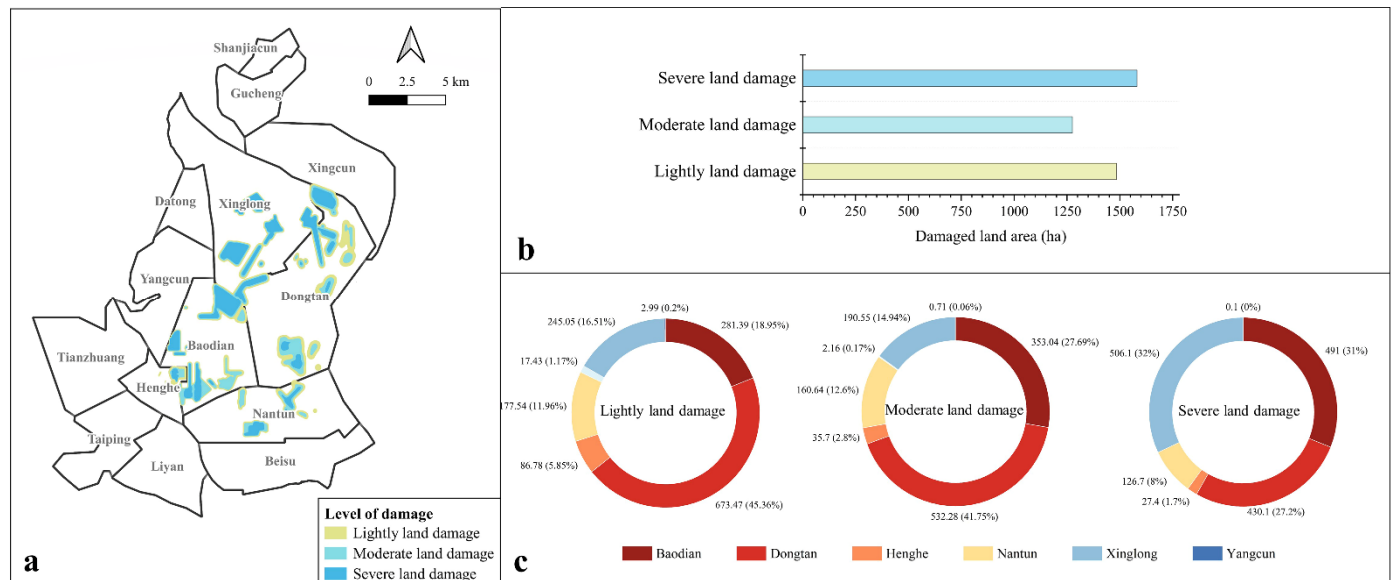 Shanjiacun
Gucheng
0 2.5 5 km
Xingcun
Datong
Xinglong
Yangcun
Dongtan
Baodian
Tianzhuang
Henghe
Nantun
Taiping
Liyan
Beisu
Level of damage
Lightly land damage
Moderate land damage
Severe land damage
a
Severe land damage
Moderate land damage
Lightly land damage
0 250 500 750 1000 1250 1500 1750
Damaged land area (ha)
b
2.99 (0.2%)
245.05 (16.51%)
281.39 (18.95%)
17.43 (1.17%)
177.54 (11.96%)
Lightly land damage
86.78 (5.85%)
673.47 (45.36%)
0.71 (0.06%)
190.55 (14.94%)
353.04 (27.69%)
2.16 (0.17%)
160.64 (12.6%)
Moderate land damage
35.7 (2.8%)
532.28 (41.75%)
0.1 (0%)
506.1 (32%)
491 (31%)
Severe land damage
126.7 (8%)
27.4 (1.7%)
430.1 (27.2%)
c
Baodian Dongtan Henghe Nantun Xinglong Yangcun